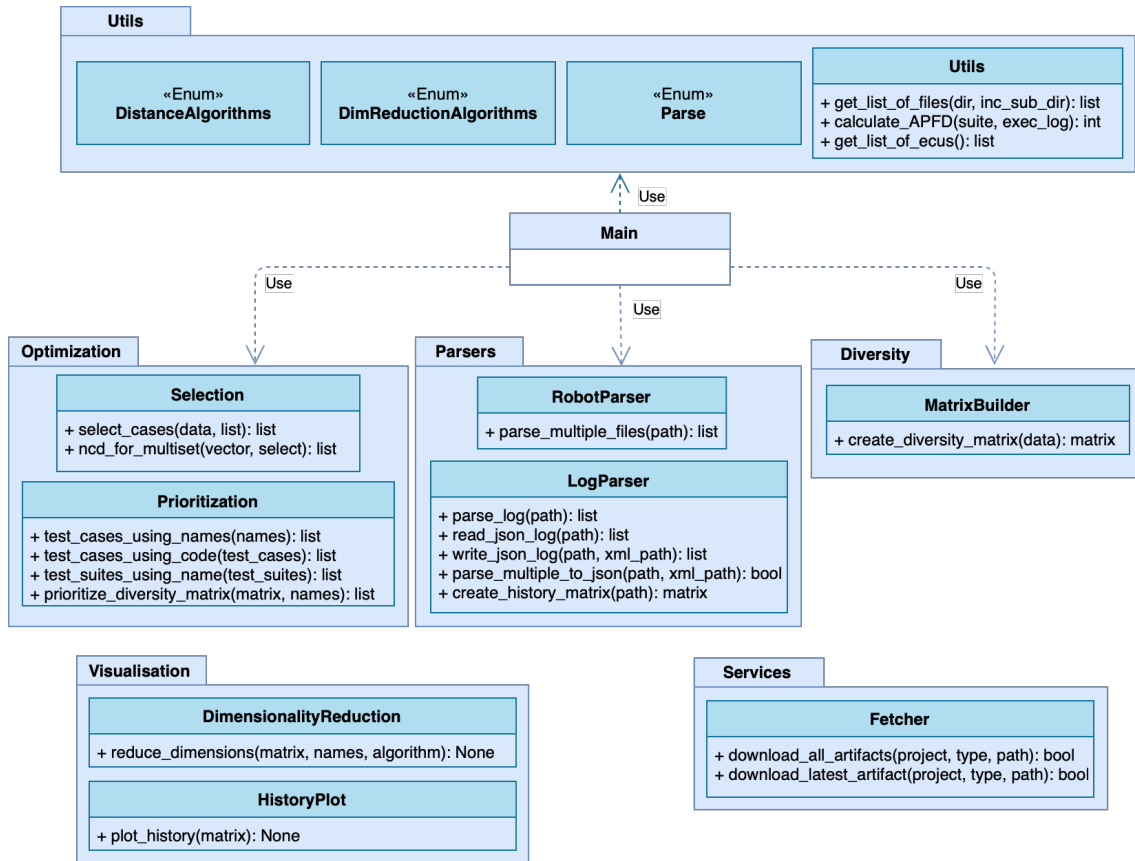 Utils
«Enum»
DistanceAlgorithms
«Enum»
DimReductionAlgorithms
«Enum»
Parse
Utils
+ get_list_of_files(dir, inc_sub_dir): list
+ calculate_APFD(suite, exec_log): int
+ get_list_of_ecus(): list
Use
Main
Use
Use
Use
Optimization
Selection
+ select_cases(data, list): list
+ ncd_for_multiset(vector, select): list
Prioritization
+ test_cases_using_names(names): list
+ test_cases_using_code(test_cases): list
+ test_suites_using_name(test_suites): list
+ prioritize_diversity_matrix(matrix, names): list
Parsers
RobotParser
+ parse_multiple_files(path): list
LogParser
+ parse_log(path): list
+ read_json_log(path): list
+ write_json_log(path, xml_path): list
+ parse_multiple_to_json(path, xml_path): bool
+ create_history_matrix(path): matrix
Diversity
MatrixBuilder
+ create_diversity_matrix(data): matrix
Visualisation
DimensionalityReduction
+ reduce_dimensions(matrix, names, algorithm): None
HistoryPlot
+ plot_history(matrix): None
Services
Fetcher
+ download_all_artifacts(project, type, path): bool
+ download_latest_artifact(project, type, path): bool